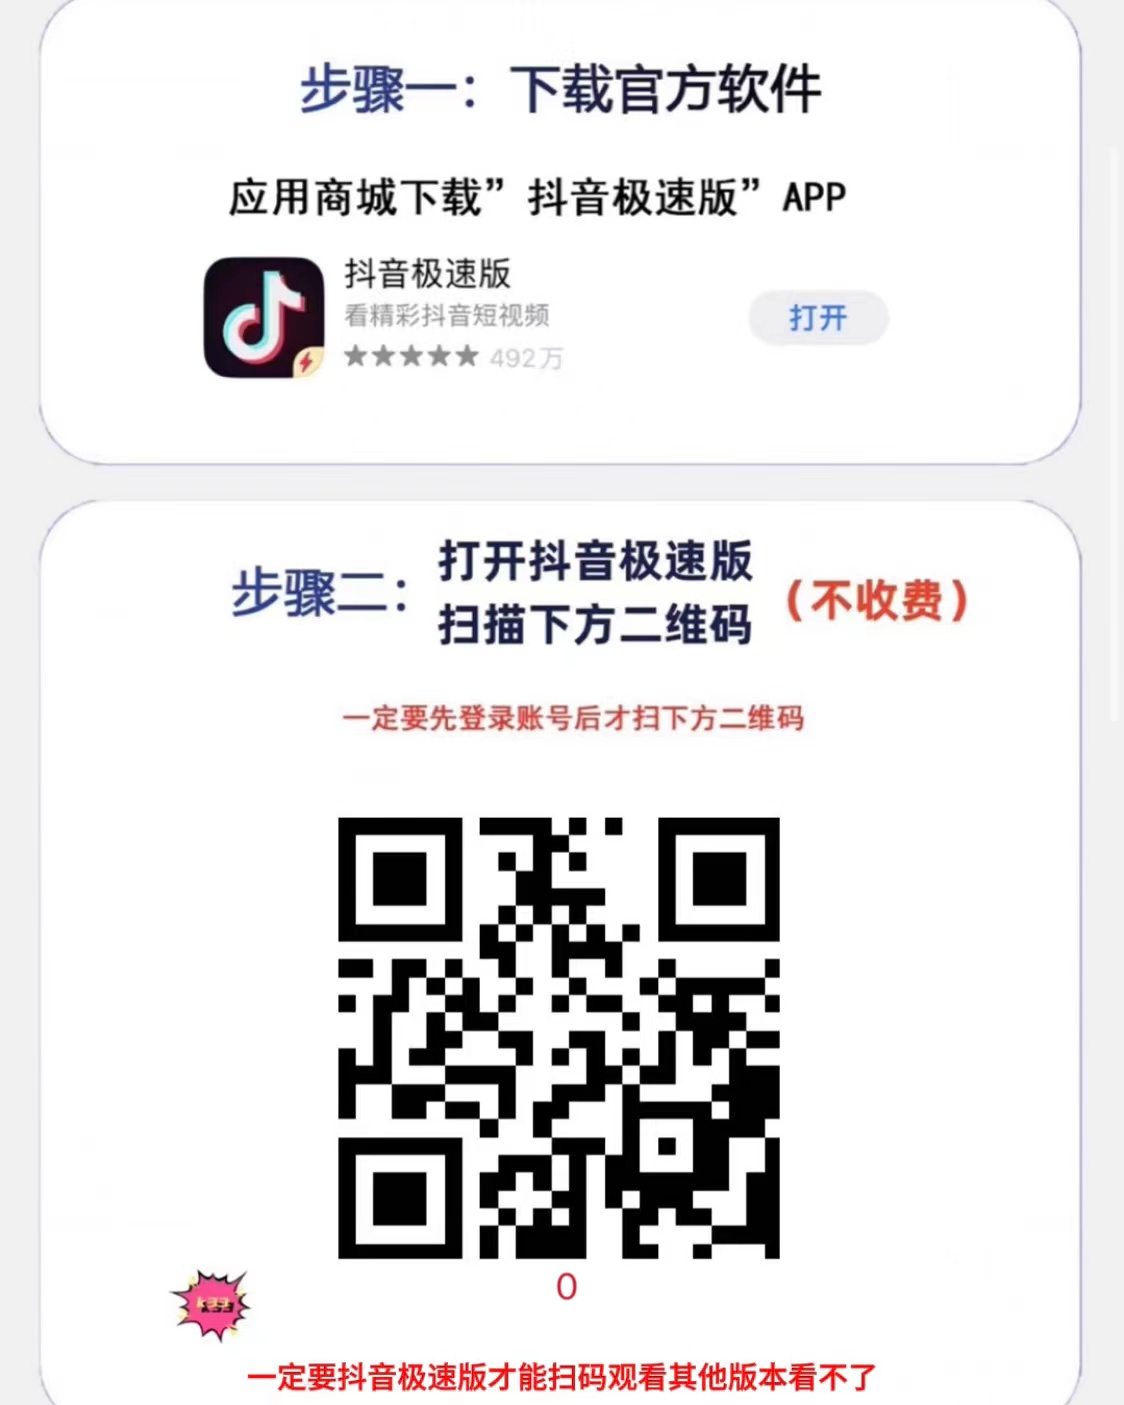 步骤一：下载官方软件
应用商城下载”抖音极速版”APP
抖音极速版
看精彩抖音短视频
492万
打开
步骤二：
打开抖音极速版
扫描下方二维码
（不收费）
一定要先登录账号后才扫下方二维码
0
一定要抖音极速版才能扫码观看其他版本看不了